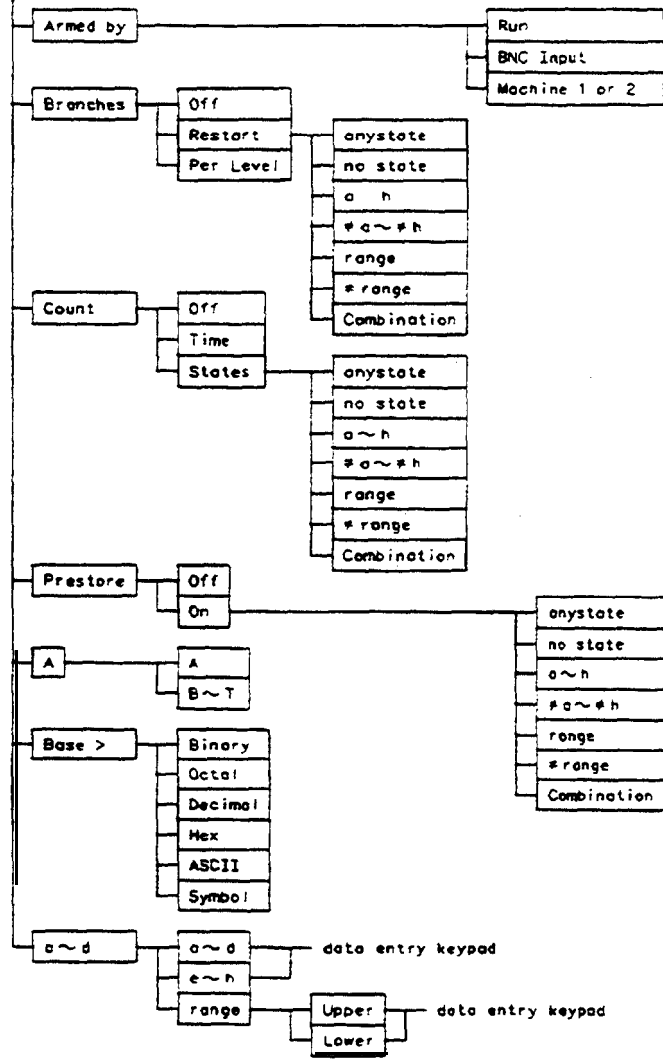 Armed by
Run
BNC Input
Machine 1 or 2
Branches
Off
Restart
Per Level
anystate
no state
a h
≠a～≠h
range
≠range
Combination
Count
Off
Time
States
anystate
no state
a～h
≠a～≠h
range
≠range
Combination
Prestore
Off
On
anystate
no state
a～h
≠a～≠h
range
≠range
Combination
A
A
B～T
Base >
Binary
Octal
Decimal
Hex
ASCII
Symbol
a～d
a～d
e～h
range
data entry keypad
Upper
Lower
data entry keypad